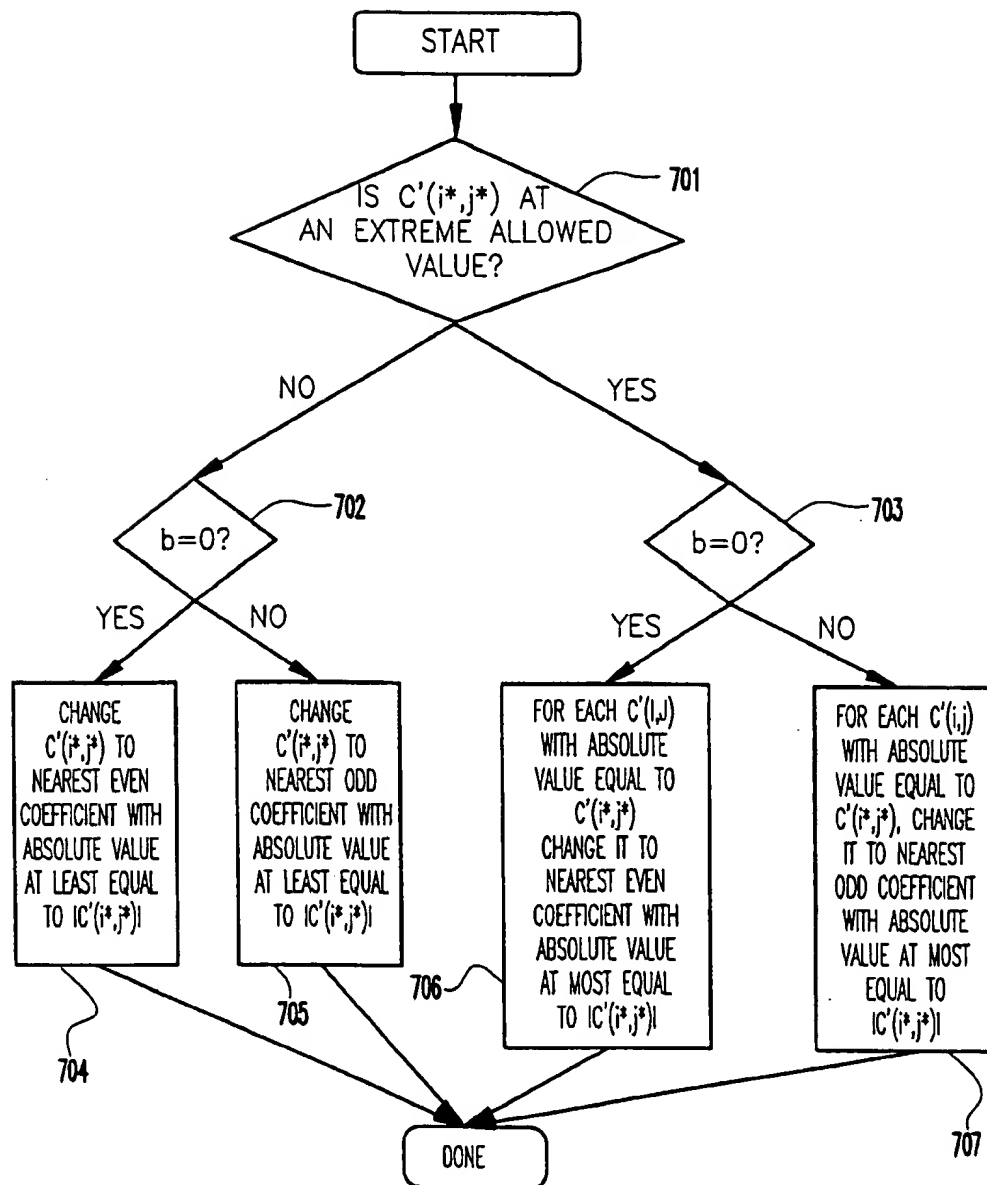 START
IS C'(i*,j*) AT
AN EXTREME ALLOWED
VALUE?
701
NO
YES
b=0?
702
b=0?
703
YES
NO
YES
NO
CHANGE
C'(i*,j*) TO
NEAREST EVEN
COEFFICIENT WITH
ABSOLUTE VALUE
AT LEAST EQUAL
TO |C'(i*,j*)|
704
CHANGE
C'(i*,j*) TO
NEAREST ODD
COEFFICIENT WITH
ABSOLUTE VALUE
AT LEAST EQUAL
TO |C'(i*,j*)|
705
FOR EACH C'(I,J)
WITH ABSOLUTE
VALUE EQUAL TO
C'(i*,j*)
CHANGE IT TO
NEAREST EVEN
COEFFICIENT WITH
ABSOLUTE VALUE
AT MOST EQUAL
TO |C'(i*,j*)|
706
FOR EACH C'(i,j)
WITH ABSOLUTE
VALUE EQUAL TO
C'(i*,j*), CHANGE
IT TO NEAREST
ODD COEFFICIENT
WITH ABSOLUTE
VALUE AT MOST
EQUAL TO
|C'(i*,j*)|
707
DONE